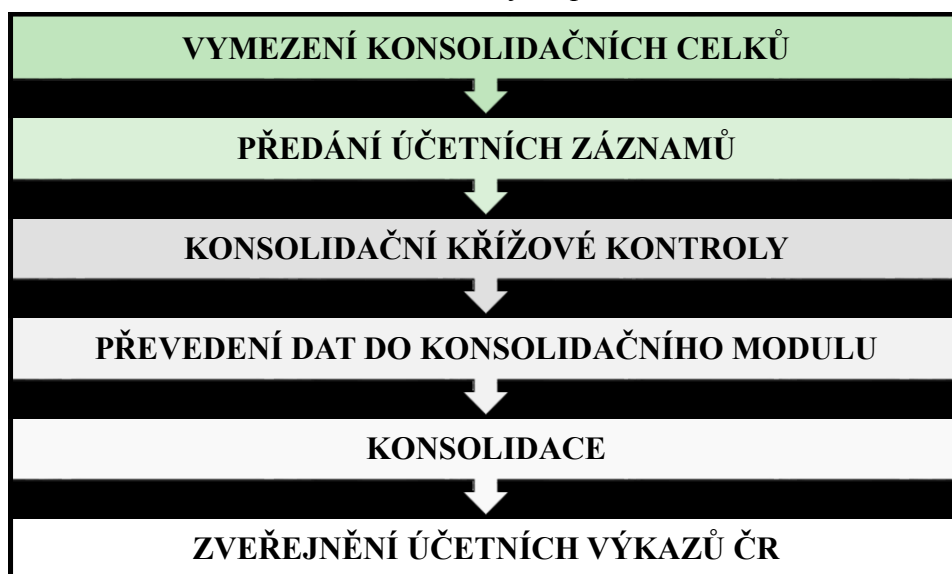 VYMEZENÍ KONSOLIDAČNÍCH CELKŮ
PŘEDÁNÍ ÚČETNÍCH ZÁZNAMŮ
KONSOLIDAČNÍ KŘÍŽOVÉ KONTROLY
PŘEVEDENÍ DAT DO KONSOLIDAČNÍHO MODULU
KONSOLIDACE
ZVEŘEJNĚNÍ ÚČETNÍCH VÝKAZŮ ČR